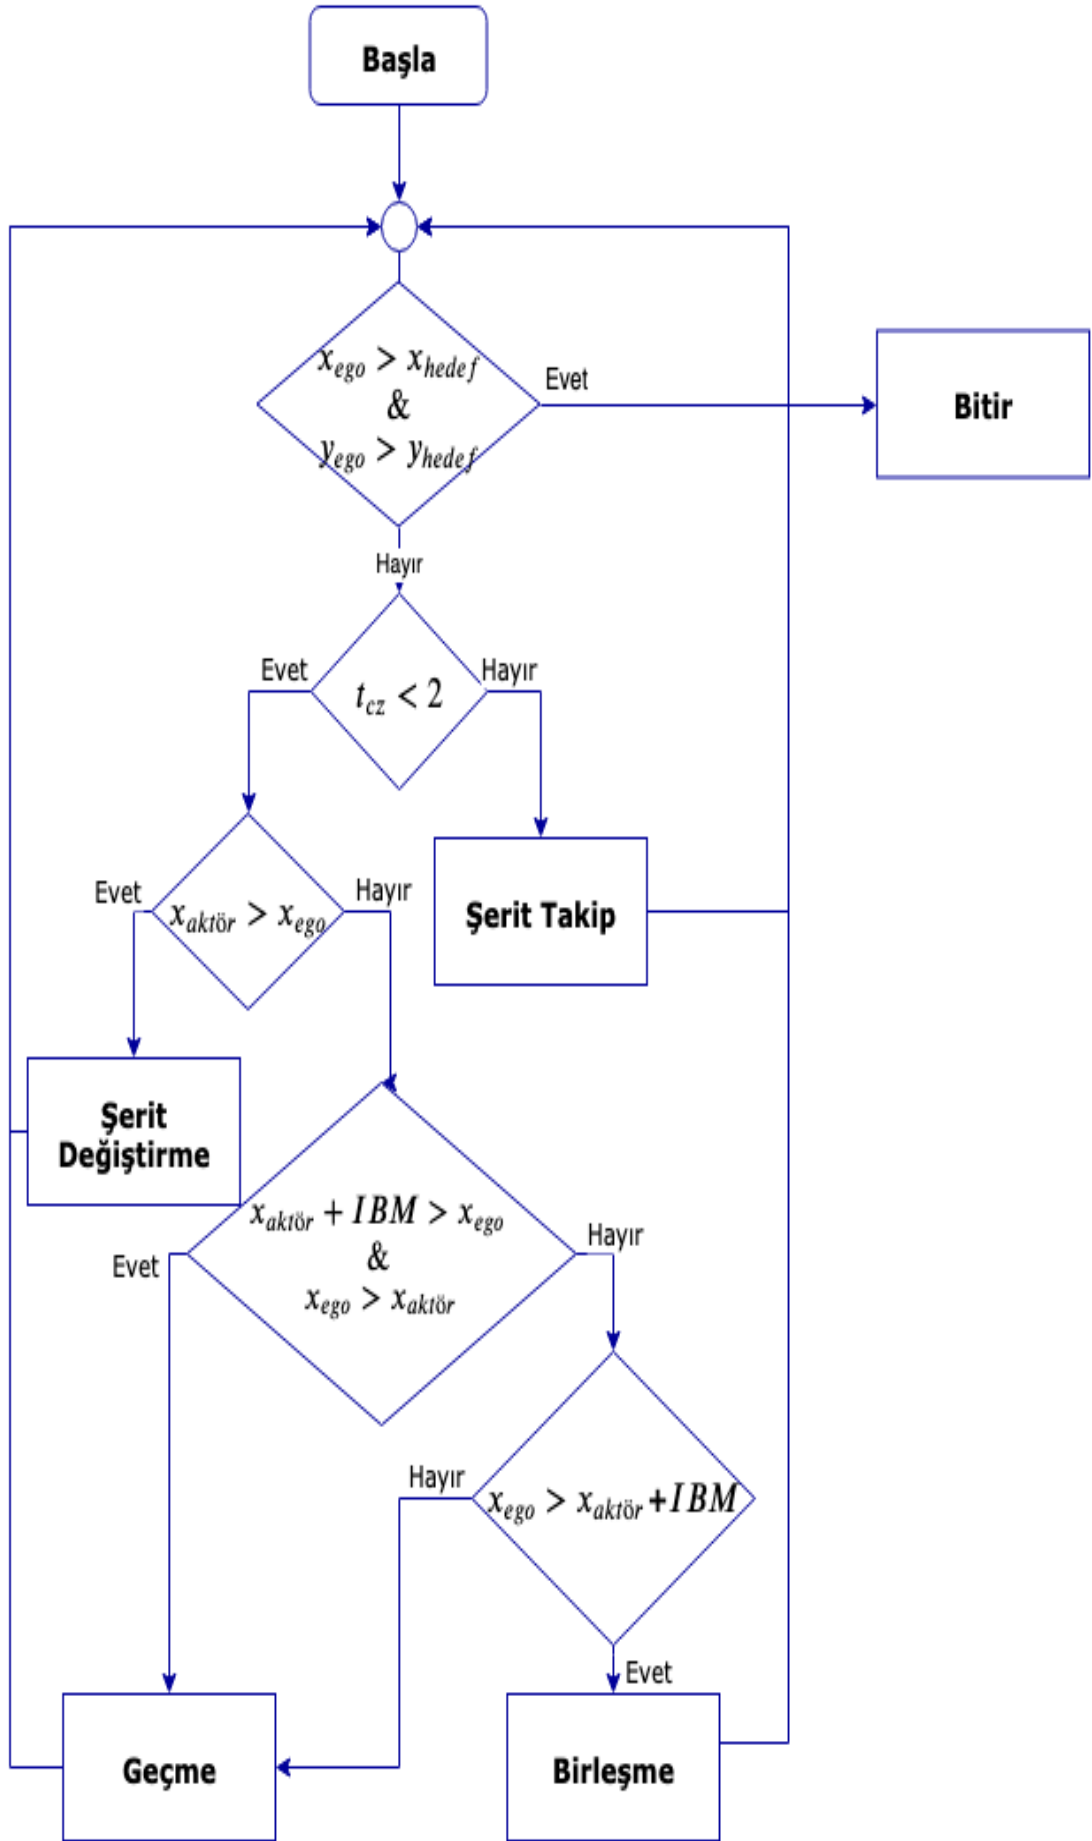 Başla
x_ego > x_hedef
&
y_ego > y_hedef
Evet
Bitir
Hayır
Evet
Hayır
t_cz < 2
Evet
Hayır
x_aktör > x_ego
Şerit Takip
Şerit
Değiştirme
x_aktör + IBM > x_ego
&
x_ego > x_aktör
Hayır
Evet
Hayır
x_ego > x_aktör +IBM
Evet
Geçme
Birleşme